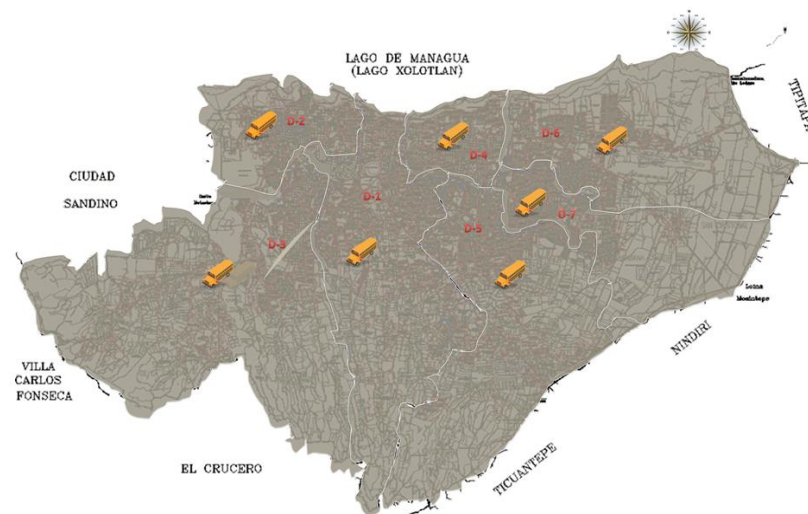 LAGO DE MANAGUA
(LAGO XOLOTLAN)
TIPITAPA
D-2
D-4
D-6
CIUDAD
SANDINO
D-1
D-7
D-5
D-3
NINDIRI
VILLA
CARLOS
FONSECA
EL CRUCERO
TICUANTEPE